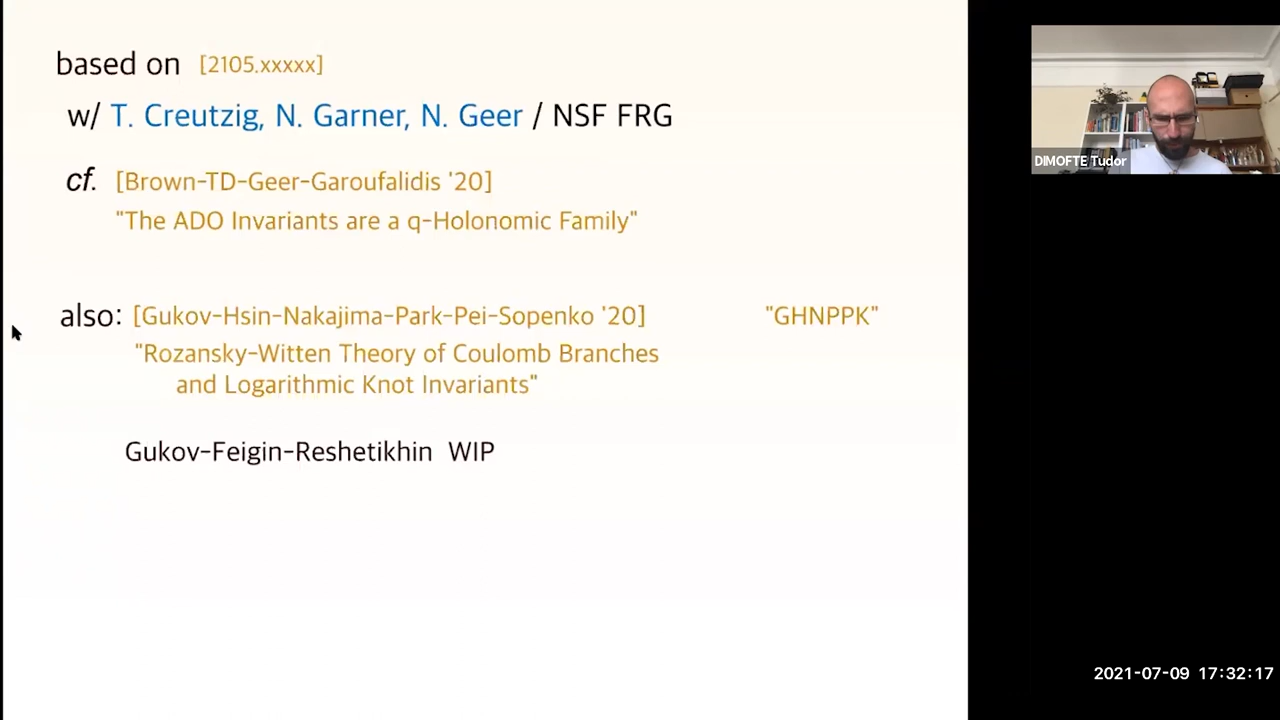 based on [2105.xxxxx]
w/ T. Creutzig, N. Garner, N. Geer / NSF FRG
cf. [Brown-TD-Geer-Garoufalidis '20]
"The ADO Invariants are a q-Holonomic Family"
also: [Gukov-Hsin-Nakajima-Park-Pei-Sopenko '20] "GHNPPK"
"Rozansky-Witten Theory of Coulomb Branches
and Logarithmic Knot Invariants"
Gukov-Feigin-Reshetikhin WIP
DIMOFTE Tudor
2021-07-09 17:32:17